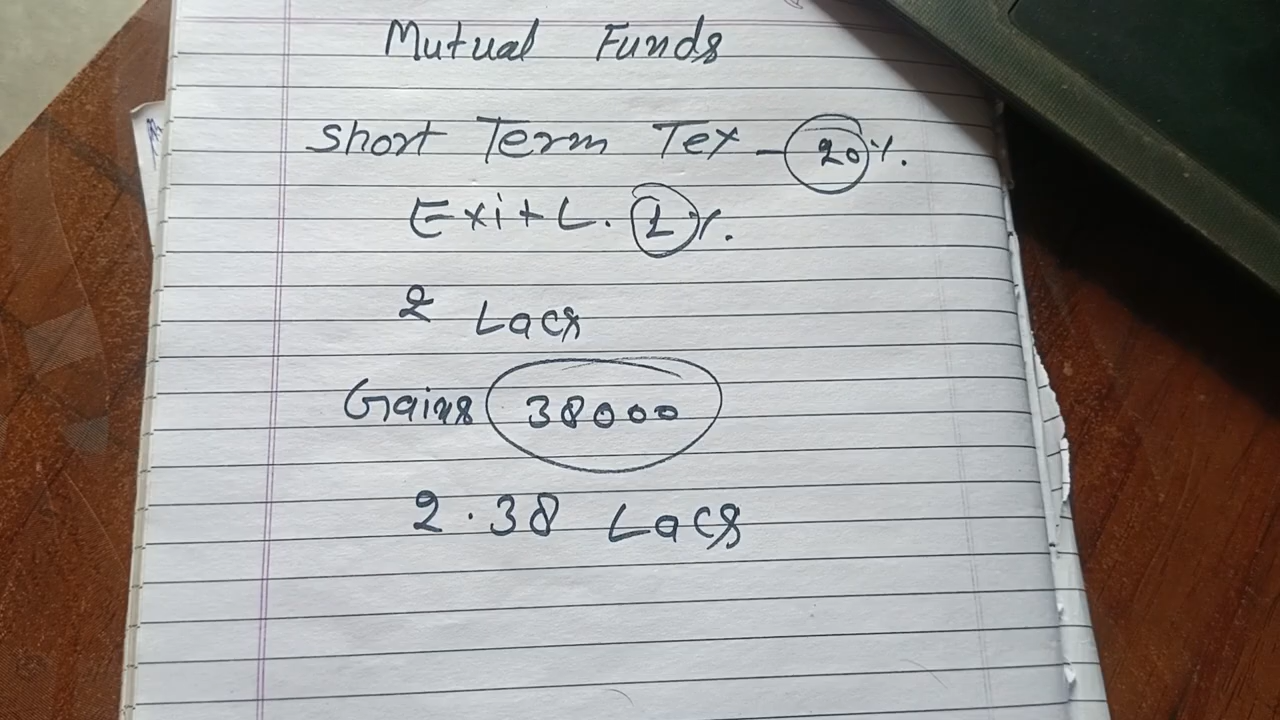 Mutual Funds
Short Term Tex - 20%.
Exit L. 1%.
2 Lacs
Gains 38000
2.38 Lacs